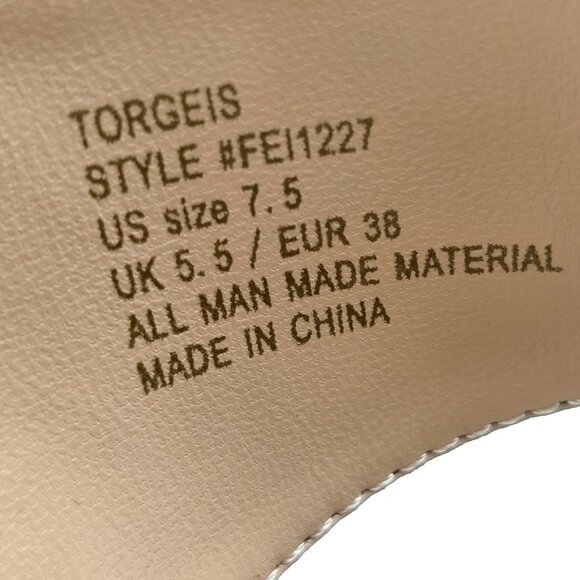 TORGEIS
STYLE #FEI1227
US size 7.5
UK 5.5 / EUR 38
ALL MAN MADE MATERIAL
MADE IN CHINA